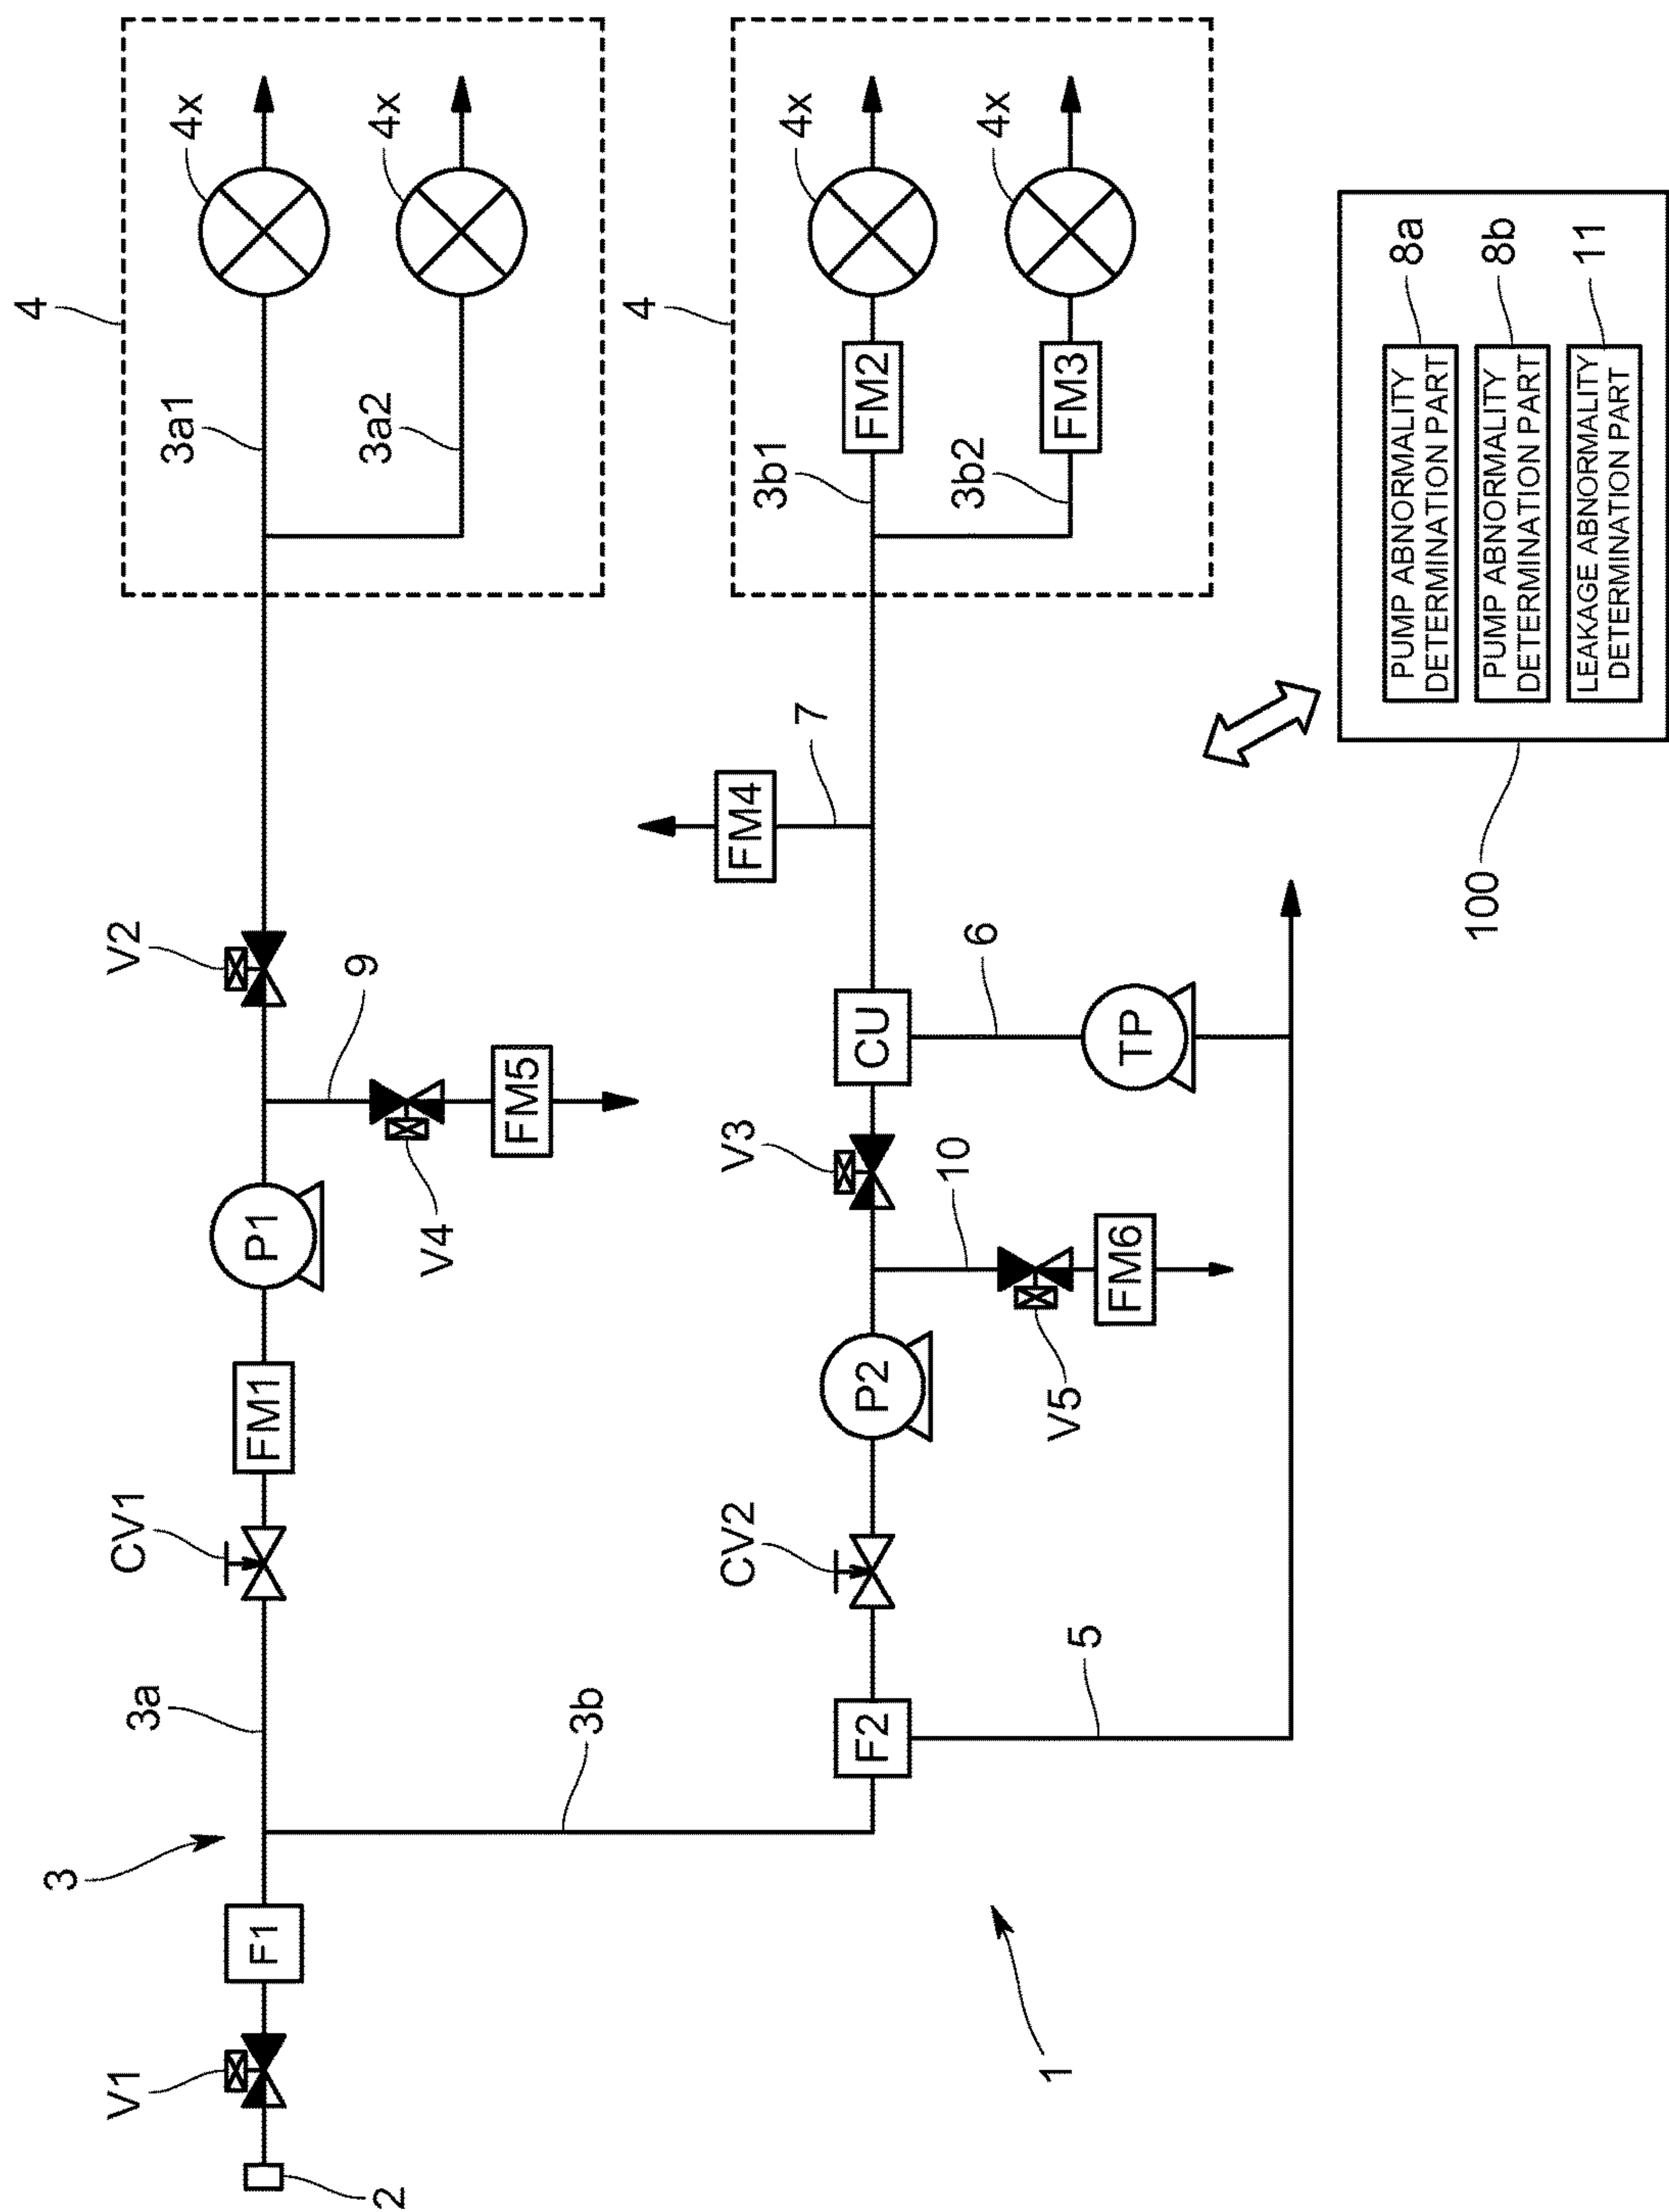 4
4x
4x
3a1
3a2
V2
9
V4
FM5
P1
FM1
CV1
3a
3
F1
V1
2
4
4x
4x
FM2
FM3
3b1
3b2
7
FM4
CU
6
TP
V3
10
V5
FM6
P2
CV2
F2
5
3b
1
PUMP ABNORMALITY
DETERMINATION PART
8a
PUMP ABNORMALITY
DETERMINATION PART
8b
LEAKAGE ABNORMALITY
DETERMINATION PART
11
100